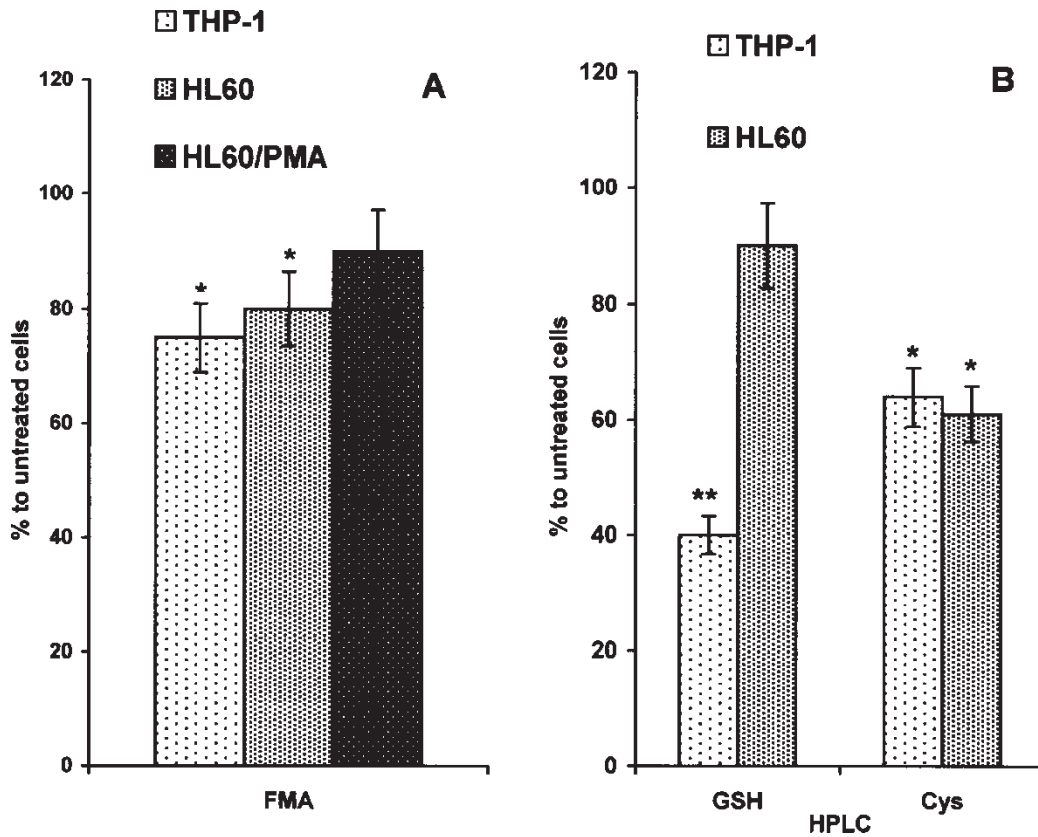 THP-1
HL60
HL60/PMA
A
120
100
80
60
40
20
0
% to untreated cells
*
*
FMA
THP-1
HL60
B
120
100
80
60
40
20
0
% to untreated cells
**
*
*
GSH
Cys
HPLC